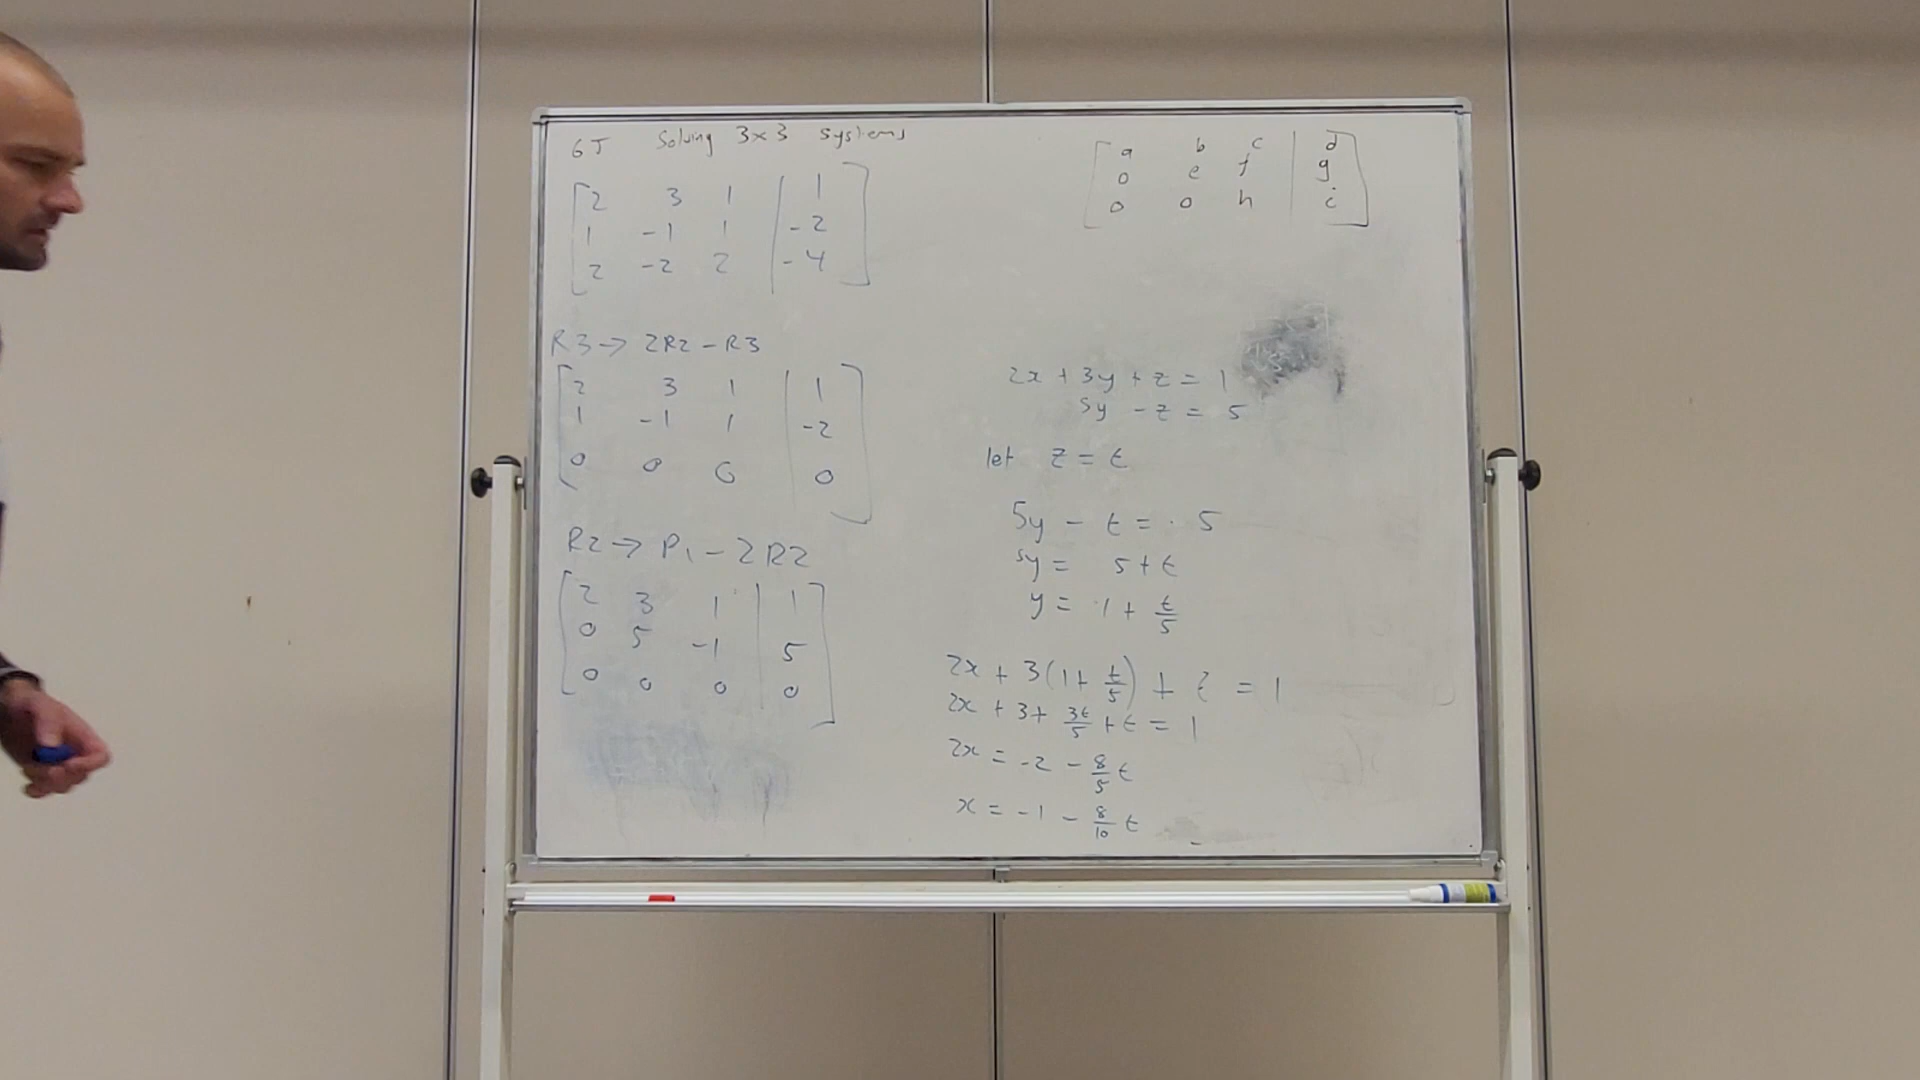 6J Solving 3x3 systems
2 3 1 | 1
1 -1 1 | -2
2 -2 2 | -4
R3 → 2R2 - R3
2 3 1 | 1
1 -1 1 | -2
0 0 0 | 0
R2 → R1 - 2R2
2 3 1 | 1
0 5 -1 | 5
0 0 0 | 0
a b c | d
0 e f | g
0 0 h | i
2x + 3y + z = 1
5y - z = 5
let z = t
5y - t = 5
5y = 5 + t
y = 1 + t/5
2x + 3(1 + t/5) + t = 1
2x + 3 + 3t/5 + t = 1
2x = -2 - 8/5 t
x = -1 - 8/10 t